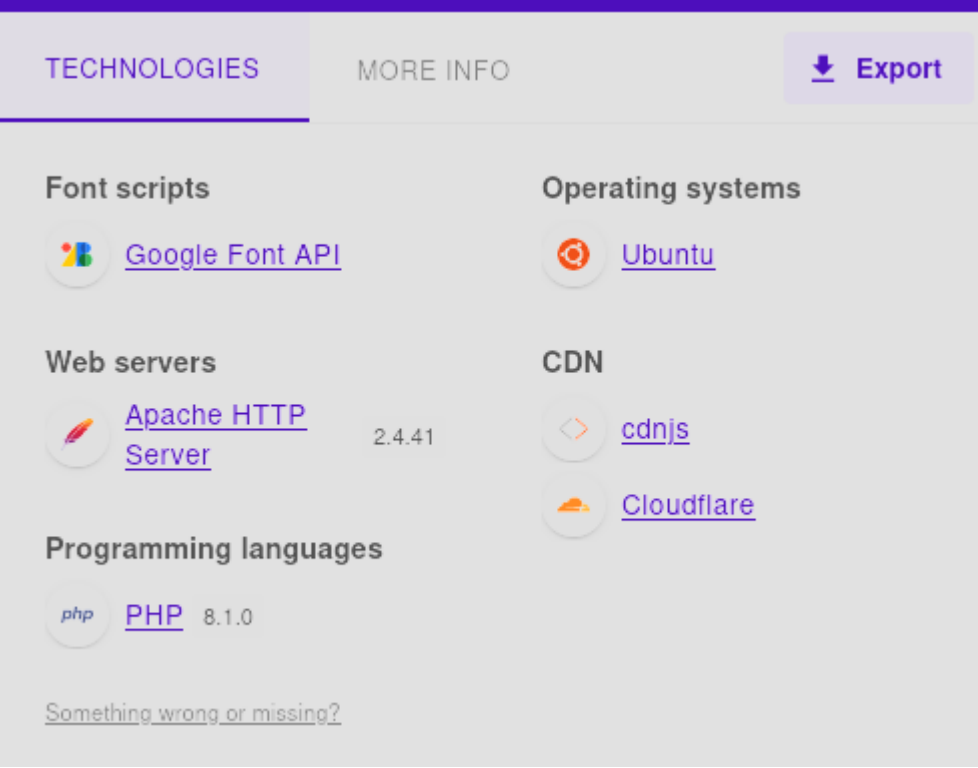 TECHNOLOGIES
MORE INFO
Export
Font scripts
Google Font API
Operating systems
Ubuntu
Web servers
Apache HTTP
Server
2.4.41
CDN
cdnjs
Cloudflare
Programming languages
php
PHP 8.1.0
Something wrong or missing?